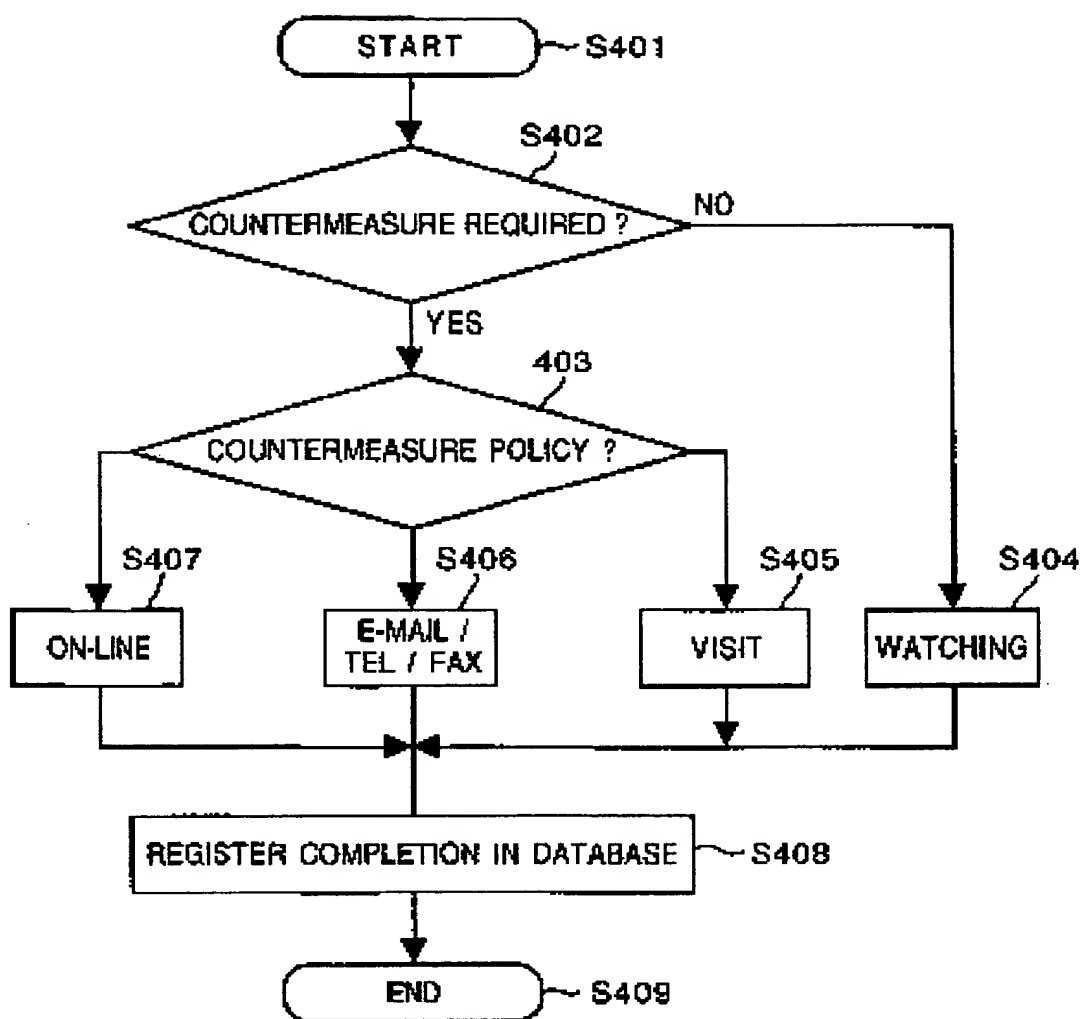 START
S401
S402
COUNTERMEASURE REQUIRED ?
NO
YES
403
COUNTERMEASURE POLICY ?
S407
S406
S405
S404
ON-LINE
E-MAIL /
TEL / FAX
VISIT
WATCHING
REGISTER COMPLETION IN DATABASE
S408
END
S409